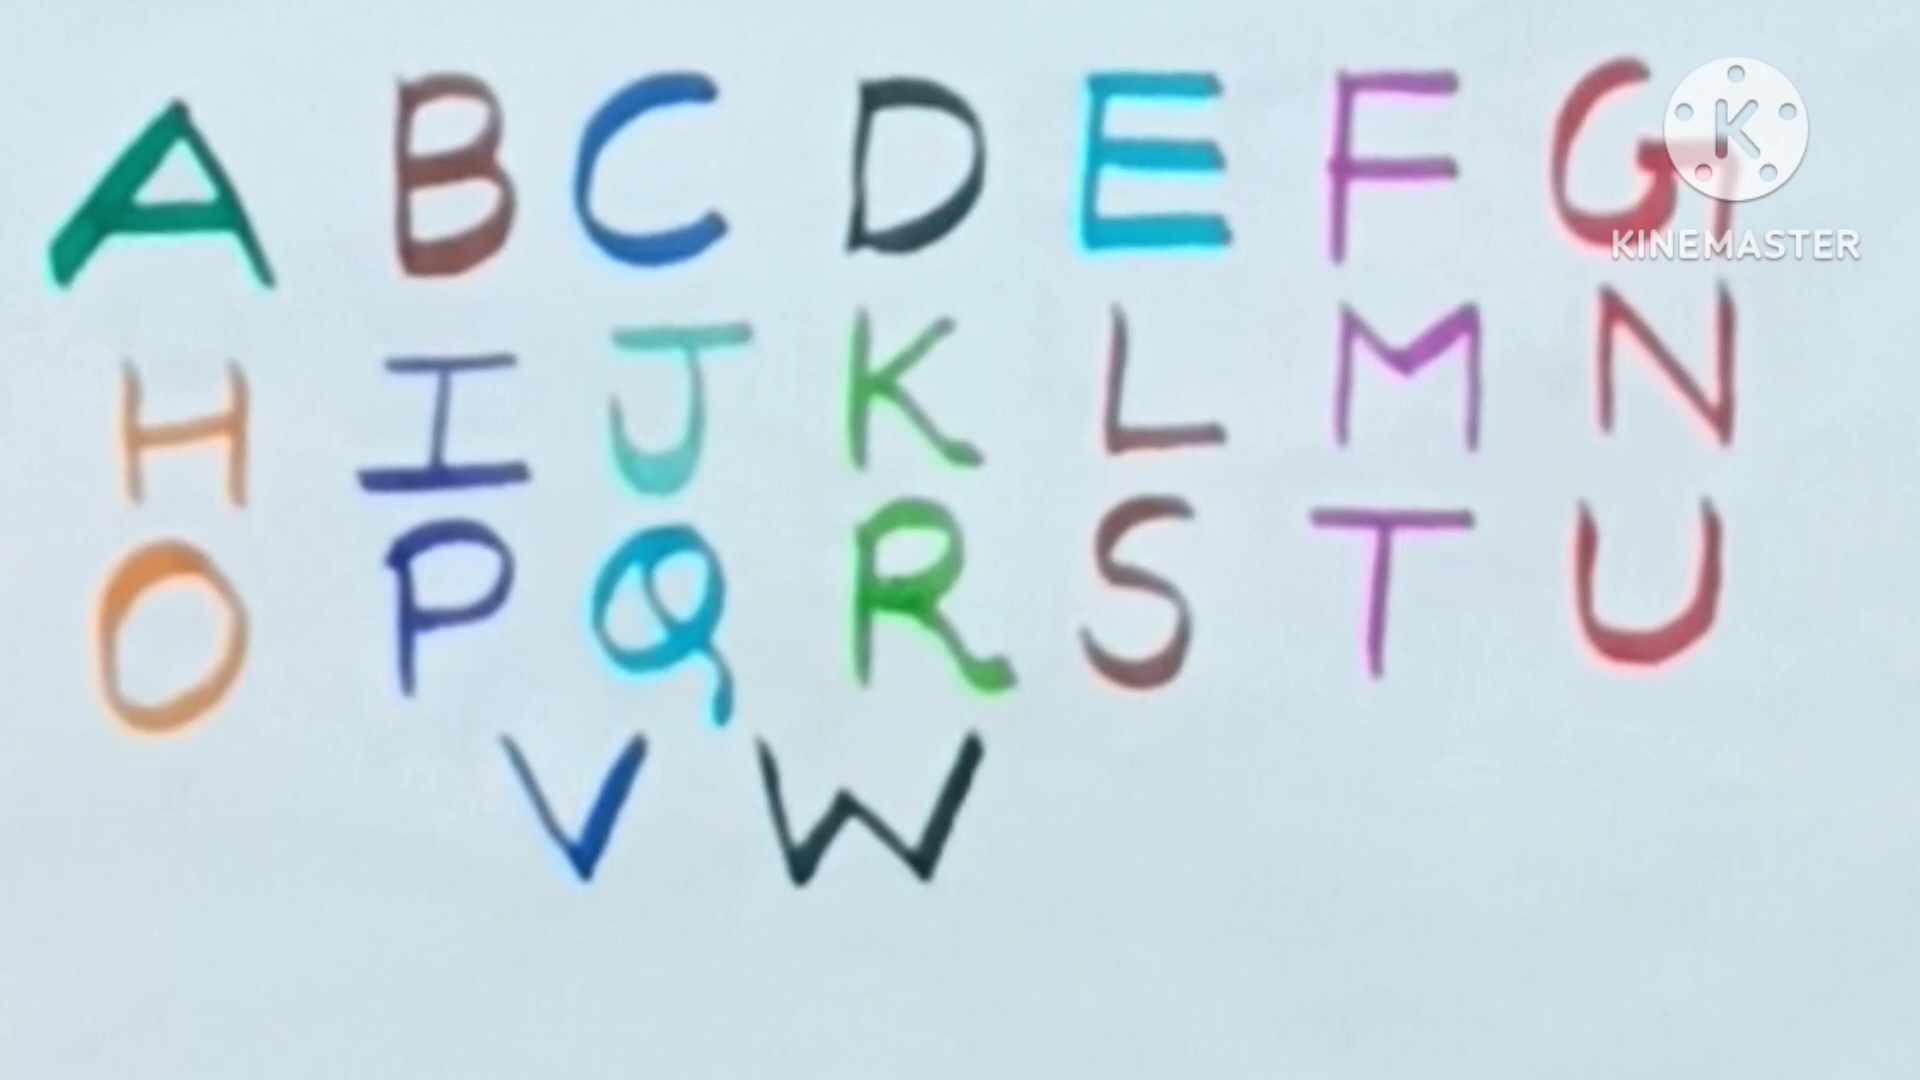 A B C D E F G
K
KINEMASTER
H I J K L M N
O P Q R S T U
V W